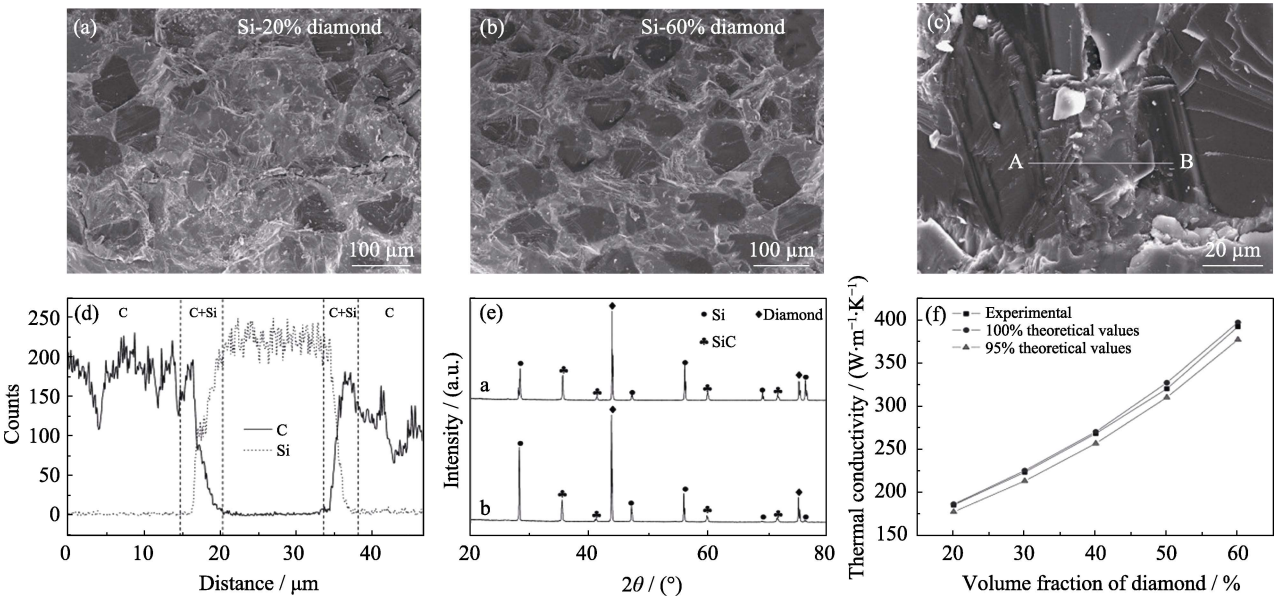 (a) Si-20% diamond
100 μm
(b) Si-60% diamond
100 μm
(c)
A B
20 μm
(d)
C C+Si C+Si C
250
200
150
100
50
0
C
Si
0 10 20 30 40
Counts
Distance / μm
(e)
Si Diamond
SiC
a
b
20 40 60 80
Intensity / (a.u.)
2θ / (°)
(f)
Experimental
100% theoretical values
95% theoretical values
400
350
300
250
200
150
20 30 40 50 60
Thermal conductivity / (W·m⁻¹·K⁻¹)
Volume fraction of diamond / %